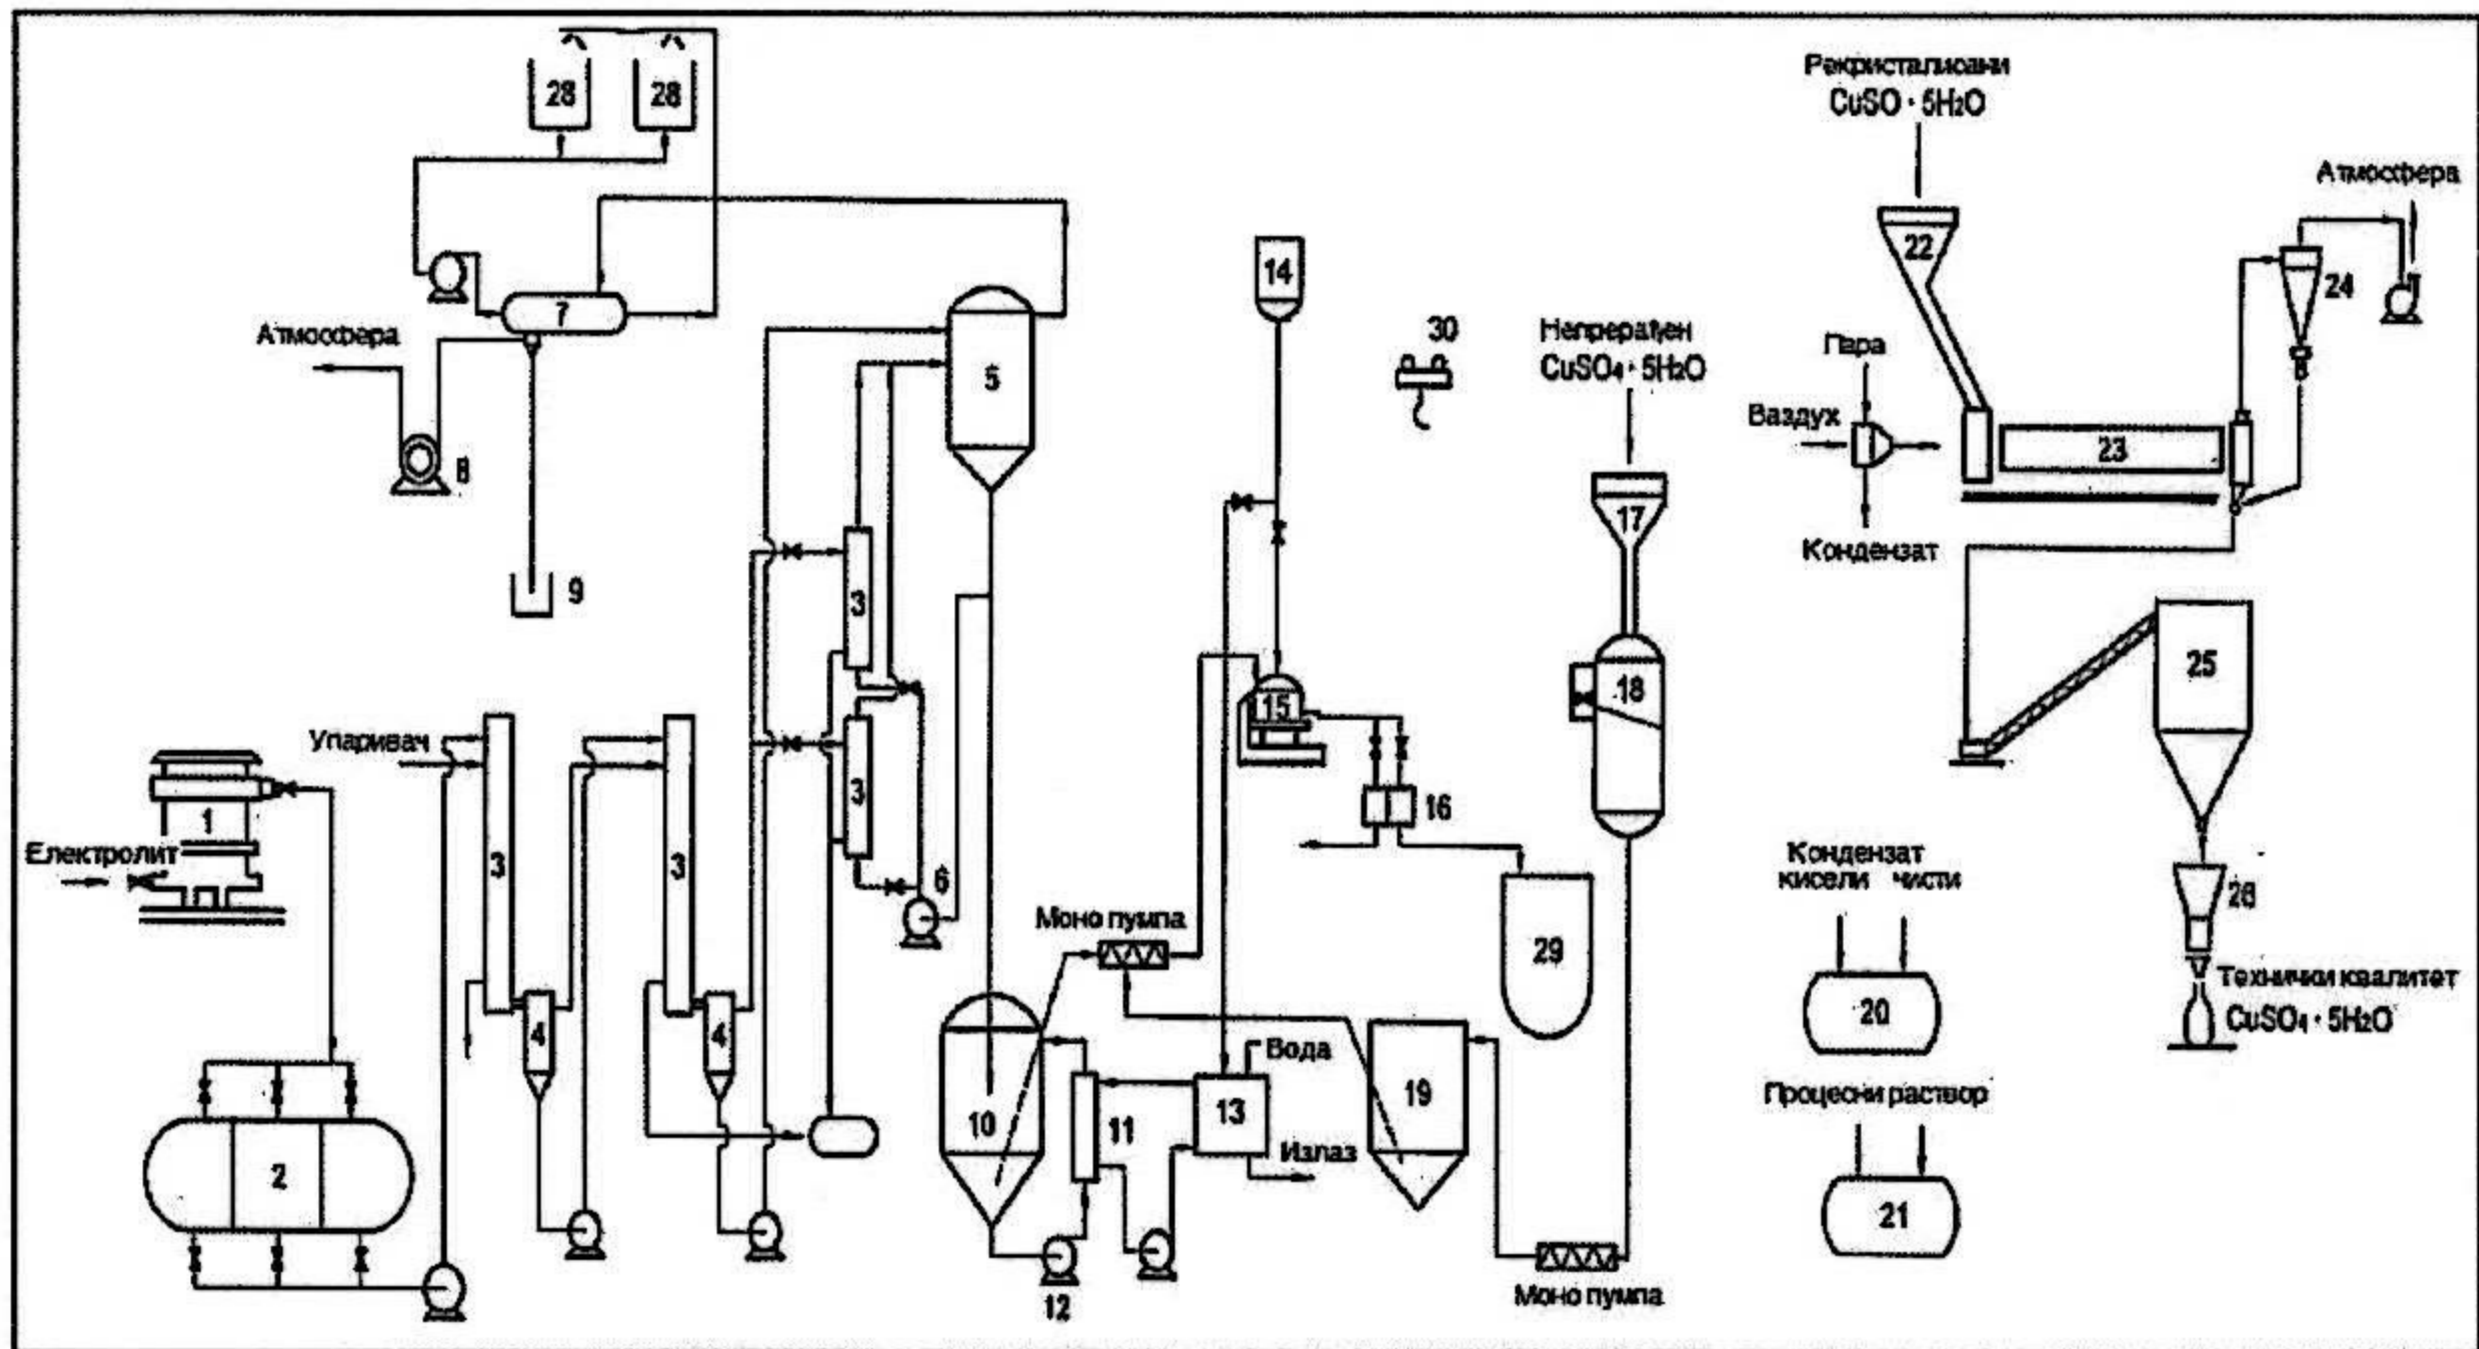 28
28
Рекристалисани
CuSO · 5H₂O
Атмосфера
22
14
24
7
Атмосфера
30
Непрерађен
CuSO₄ · 5H₂O
Пара
5
Ваздух
23
8
17
Кондензат
9
3
25
18
15
Упаривач
3
16
1
Електролит
3
3
6
Кондензат
кисели чисти
26
Моно пумпа
29
Технички квалитет
CuSO₄ · 5H₂O
20
4
4
Вода
19
Процесни раствор
10
11
13
Излаз
2
21
12
Моно пумпа